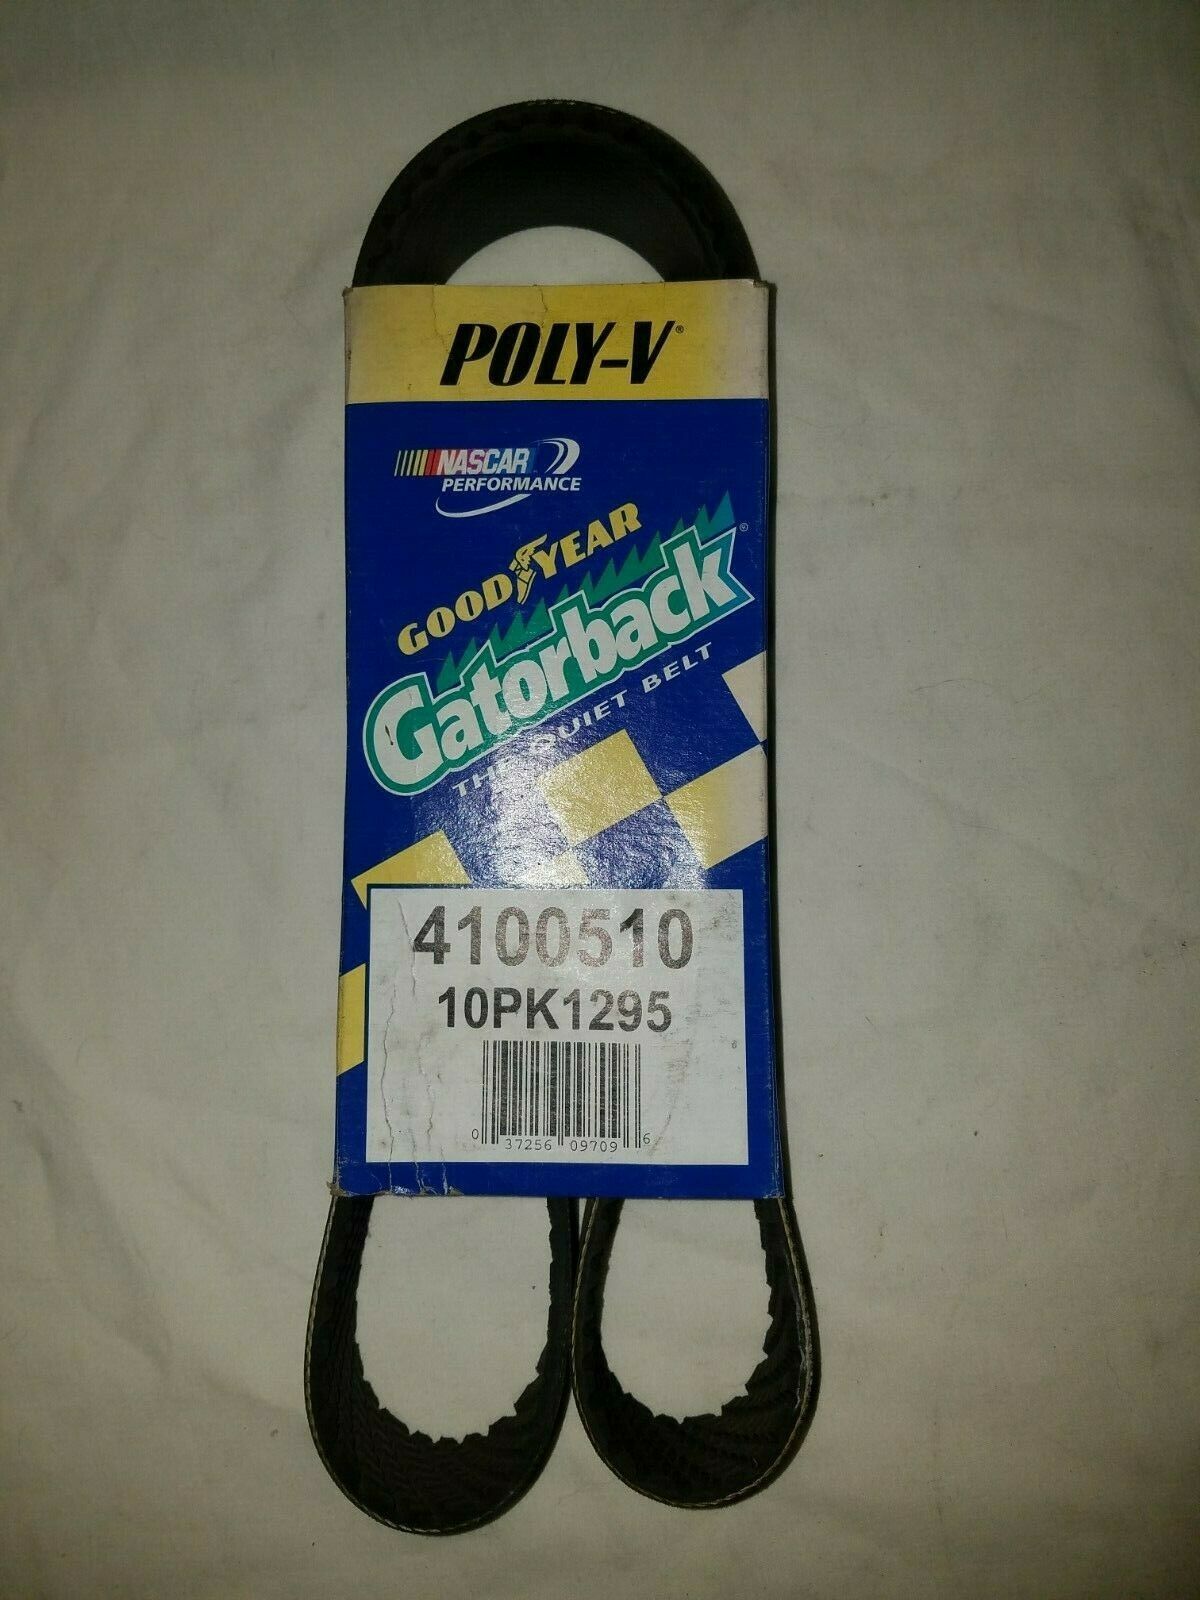 POLY-V®
NASCAR
PERFORMANCE
GOODYEAR
Gatorback®
THE QUIET BELT
4100510
10PK1295
0 37256 09709 6